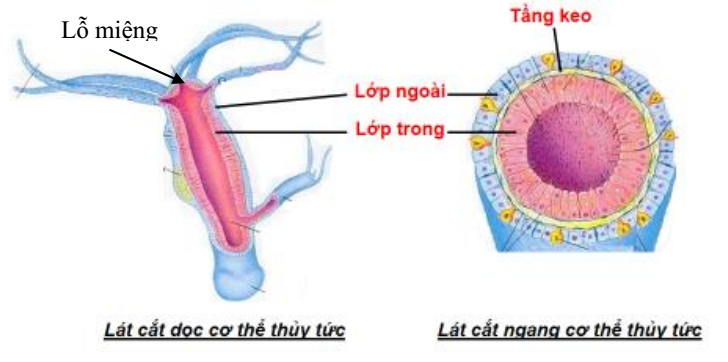 Tầng keo
Lỗ miệng
Lớp ngoài
Lớp trong
Lát cắt dọc cơ thể thủy tức
Lát cắt ngang cơ thể thủy tức